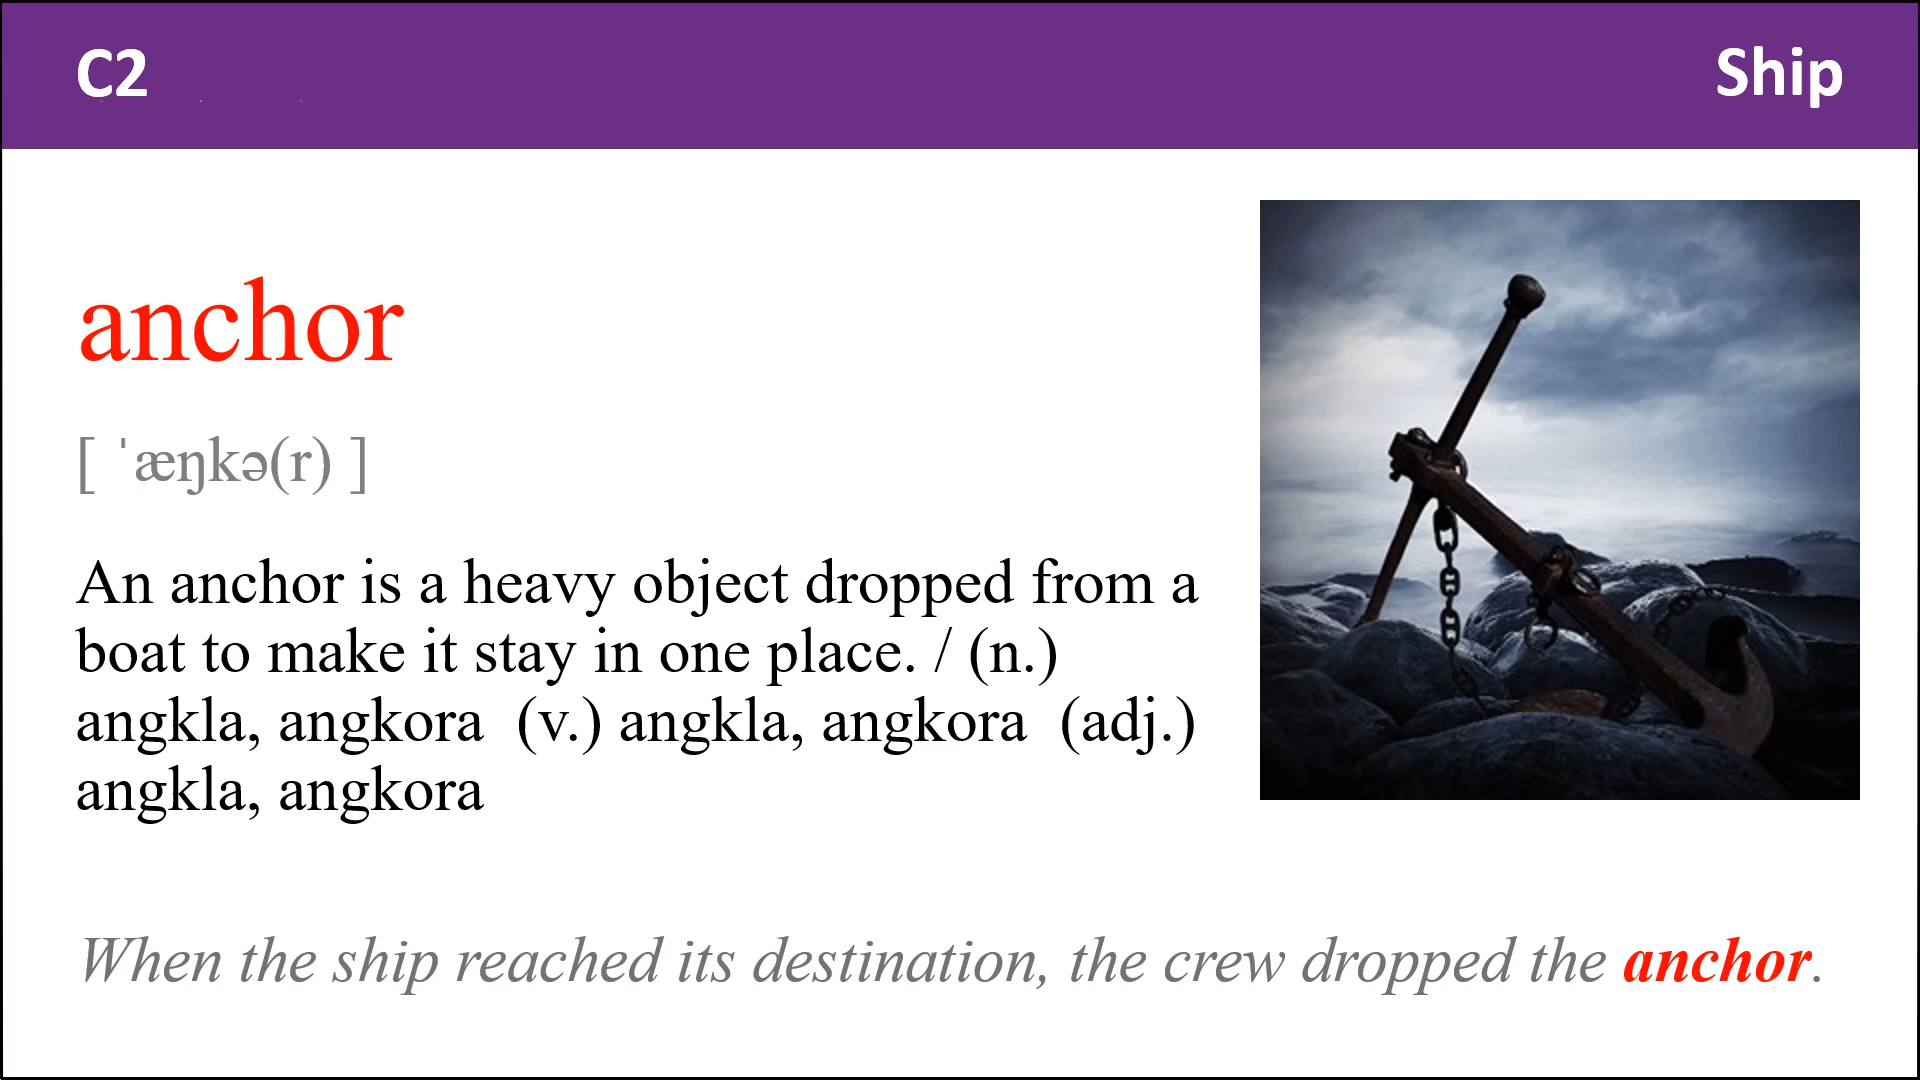 C2
Ship
anchor
[ ˈæŋkə(r) ]
An anchor is a heavy object dropped from a
boat to make it stay in one place. / (n.)
angkla, angkora  (v.) angkla, angkora  (adj.)
angkla, angkora
When the ship reached its destination, the crew dropped the anchor.